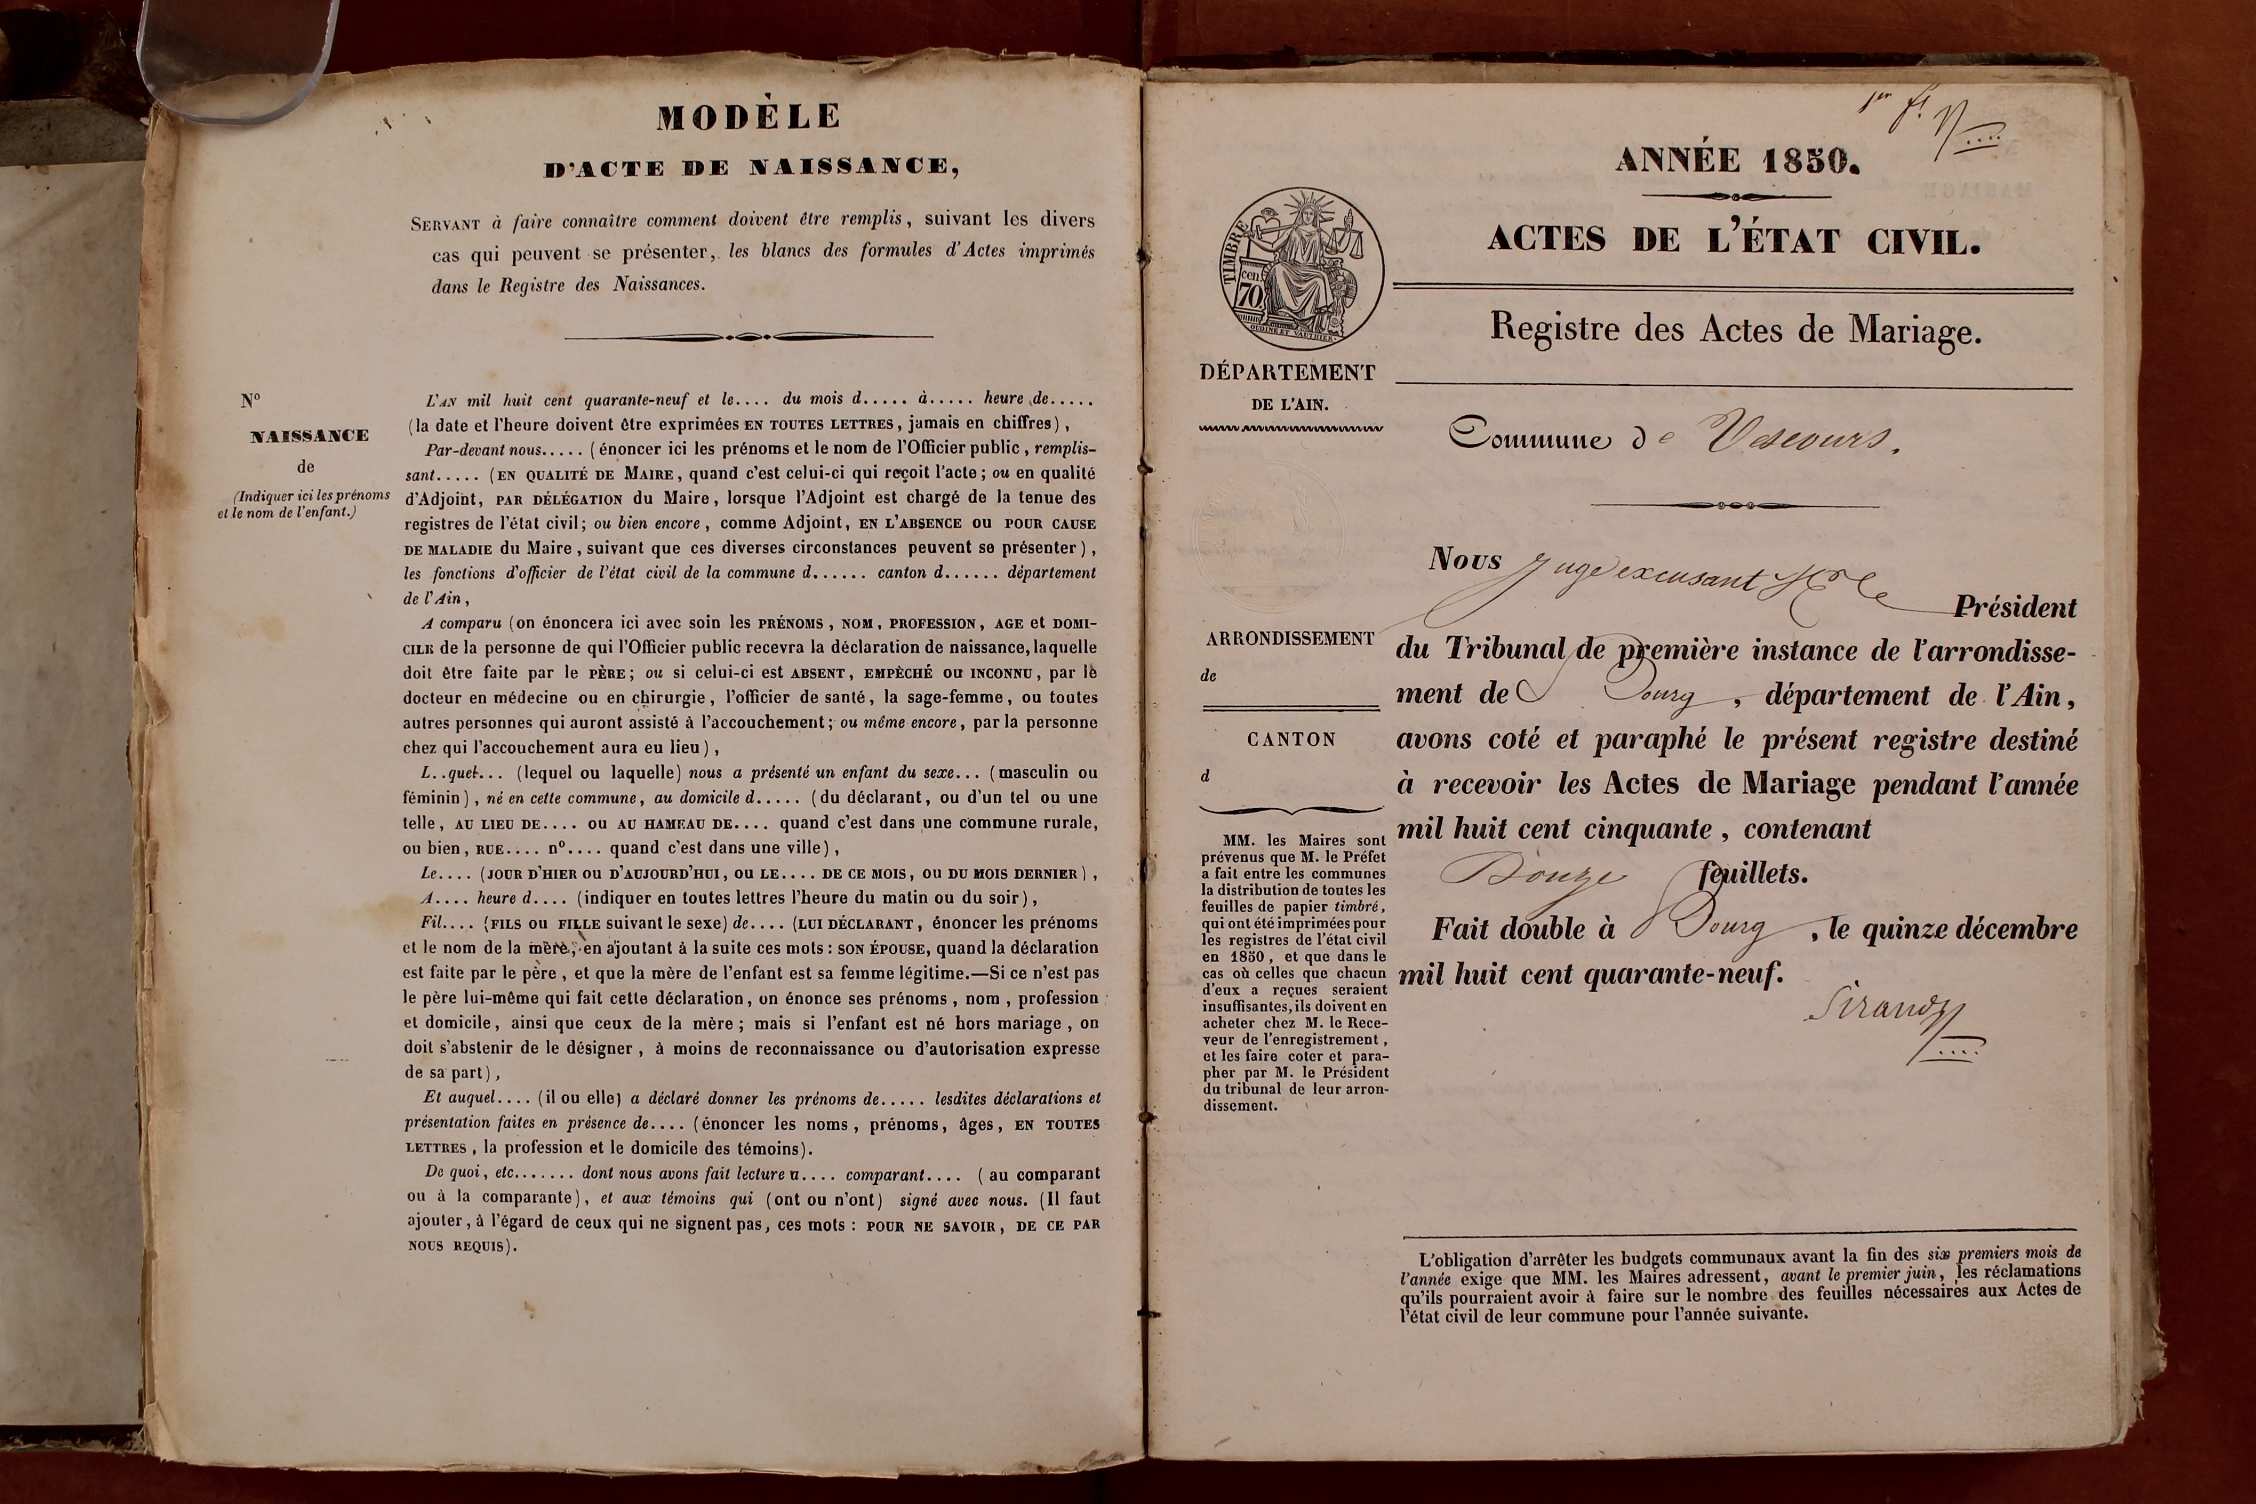 MODÈLE
D'ACTE DE NAISSANCE,
SERVANT à faire connaître comment doivent être remplis, suivant les divers
cas qui peuvent se présenter, les blancs des formules d'Actes imprimés
dans le Registre des Naissances.
N°
NAISSANCE
de
(Indiquer ici les prénoms
et le nom de l'enfant.)
L'AN mil huit cent quarante-neuf et le.... du mois d..... à..... heure de.....
(la date et l'heure doivent être exprimées EN TOUTES LETTRES, jamais en chiffres),
Par-devant nous..... (énoncer ici les prénoms et le nom de l'Officier public, remplis-
sant..... (EN QUALITÉ DE MAIRE, quand c'est celui-ci qui reçoit l'acte; ou en qualité
d'Adjoint, PAR DÉLÉGATION du Maire, lorsque l'Adjoint est chargé de la tenue des
registres de l'état civil; ou bien encore, comme Adjoint, EN L'ABSENCE OU POUR CAUSE
DE MALADIE du Maire, suivant que ces diverses circonstances peuvent se présenter),
les fonctions d'officier de l'état civil de la commune d...... canton d...... département
de l'Ain,
A comparu (on énoncera ici avec soin les PRÉNOMS, NOM, PROFESSION, AGE et DOMI-
CILE de la personne de qui l'Officier public recevra la déclaration de naissance, laquelle
doit être faite par le PÈRE; ou si celui-ci est ABSENT, EMPÊCHÉ OU INCONNU, par le
docteur en médecine ou en chirurgie, l'officier de santé, la sage-femme, ou toutes
autres personnes qui auront assisté à l'accouchement; ou même encore, par la personne
chez qui l'accouchement aura eu lieu),
L..quel... (lequel ou laquelle) nous a présenté un enfant du sexe... (masculin ou
féminin), né en cette commune, au domicile d..... (du déclarant, ou d'un tel ou une
telle, AU LIEU DE.... OU AU HAMEAU DE.... quand c'est dans une commune rurale,
ou bien, RUE.... n°.... quand c'est dans une ville),
Le.... (JOUR D'HIER OU D'AUJOURD'HUI, OU LE.... DE CE MOIS, OU DU MOIS DERNIER),
A.... heure d.... (indiquer en toutes lettres l'heure du matin ou du soir),
Fil.... (FILS OU FILLE suivant le sexe) de.... (LUI DÉCLARANT, énoncer les prénoms
et le nom de la mère, en ajoutant à la suite ces mots: SON ÉPOUSE, quand la déclaration
est faite par le père, et que la mère de l'enfant est sa femme légitime.—Si ce n'est pas
le père lui-même qui fait cette déclaration, on énonce ses prénoms, nom, profession
et domicile, ainsi que ceux de la mère; mais si l'enfant est né hors mariage, on
doit s'abstenir de le désigner, à moins de reconnaissance ou d'autorisation expresse
de sa part),
Et auquel.... (il ou elle) a déclaré donner les prénoms de..... lesdites déclarations et
présentation faites en présence de.... (énoncer les noms, prénoms, âges, EN TOUTES
LETTRES, la profession et le domicile des témoins).
De quoi, etc....... dont nous avons fait lecture a.... comparant.... (au comparant
ou à la comparante), et aux témoins qui (ont ou n'ont) signé avec nous. (Il faut
ajouter, à l'égard de ceux qui ne signent pas, ces mots: POUR NE SAVOIR, DE CE PAR
NOUS REQUIS).
1er f.
ANNÉE 1850.
ACTES DE L'ÉTAT CIVIL.
Registre des Actes de Mariage.
TIMBRE
cen
70.
OUDINÉ ET VAUTHIER
DÉPARTEMENT
DE L'AIN.
Commune de Vescours.
ARRONDISSEMENT
de
CANTON
d
MM. les Maires sont
prévenus que M. le Préfet
a fait entre les communes
la distribution de toutes les
feuilles de papier timbré,
qui ont été imprimées pour
les registres de l'état civil
en 1850, et que dans le
cas où celles que chacun
d'eux a reçues seraient
insuffisantes, ils doivent en
acheter chez M. le Rece-
veur de l'enregistrement,
et les faire coter et para-
pher par M. le Président
du tribunal de leur arron-
dissement.
Nous Juge excusant Mr le
Président
du Tribunal de première instance de l'arrondisse-
ment de Bourg, département de l'Ain,
avons coté et paraphé le présent registre destiné
à recevoir les Actes de Mariage pendant l'année
mil huit cent cinquante, contenant
Douze feuillets.
Fait double à Bourg, le quinze décembre
mil huit cent quarante-neuf.
L'obligation d'arrêter les budgets communaux avant la fin des six premiers mois de
l'année exige que MM. les Maires adressent, avant le premier juin, les réclamations
qu'ils pourraient avoir à faire sur le nombre des feuilles nécessaires aux Actes de
l'état civil de leur commune pour l'année suivante.